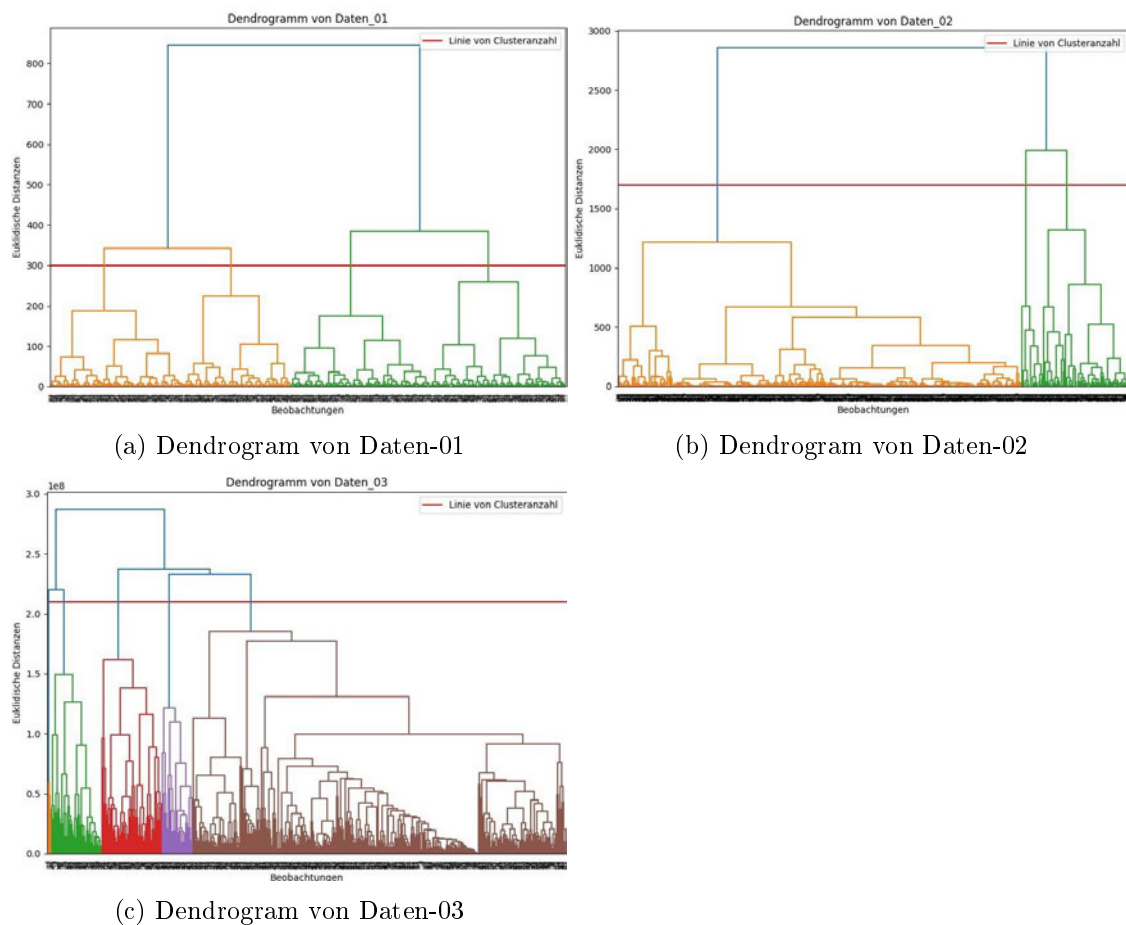 Dendrogramm von Daten_01
Linie von Clusteranzahl
800
700
600
500
400
300
200
100
0
Euklidische Distanzen
Beobachtungen
(a) Dendrogram von Daten-01
Dendrogramm von Daten_02
Linie von Clusteranzahl
3000
2500
2000
1500
1000
500
0
Euklidische Distanzen
Beobachtungen
(b) Dendrogram von Daten-02
Dendrogramm von Daten_03
1e8
Linie von Clusteranzahl
3.0
2.5
2.0
1.5
1.0
0.5
0.0
Euklidische Distanzen
Beobachtungen
(c) Dendrogram von Daten-03